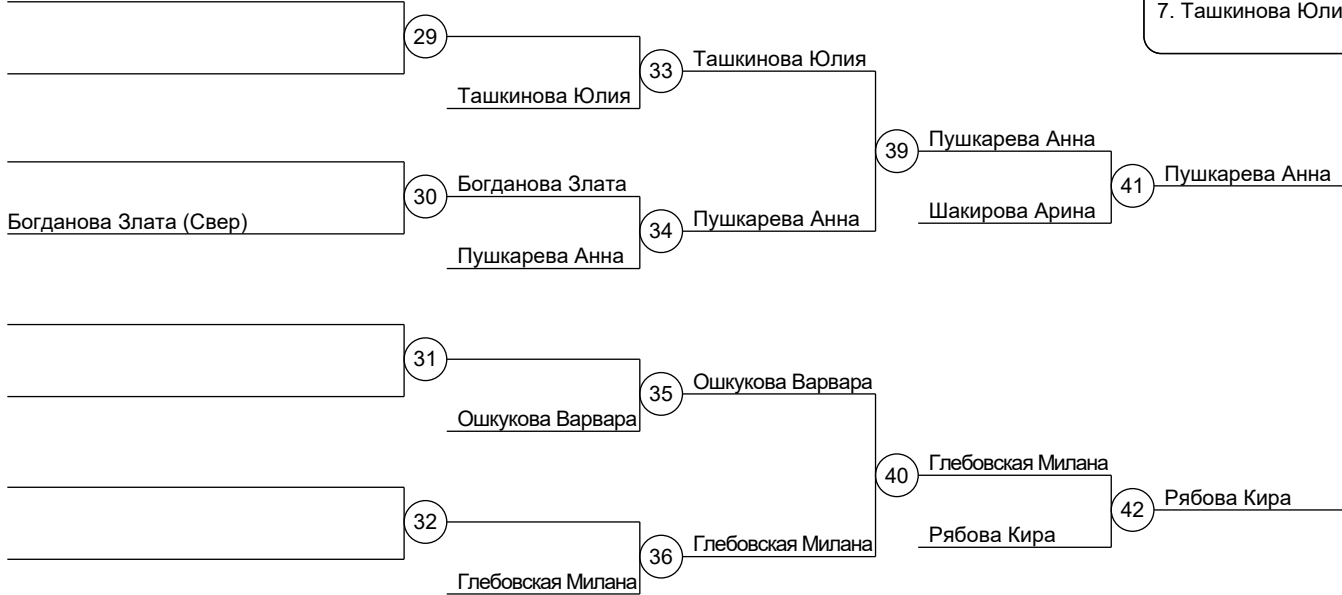 7. Ташкинова Юли
29
33
Ташкинова Юлия
Ташкинова Юлия
39
Пушкарева Анна
30
Богданова Злата
41
Пушкарева Анна
Богданова Злата (Свер)
34
Пушкарева Анна
Шакирова Арина
Пушкарева Анна
31
35
Ошкукова Варвара
Ошкукова Варвара
40
Глебовская Милана
32
42
Рябова Кира
36
Глебовская Милана
Рябова Кира
Глебовская Милана